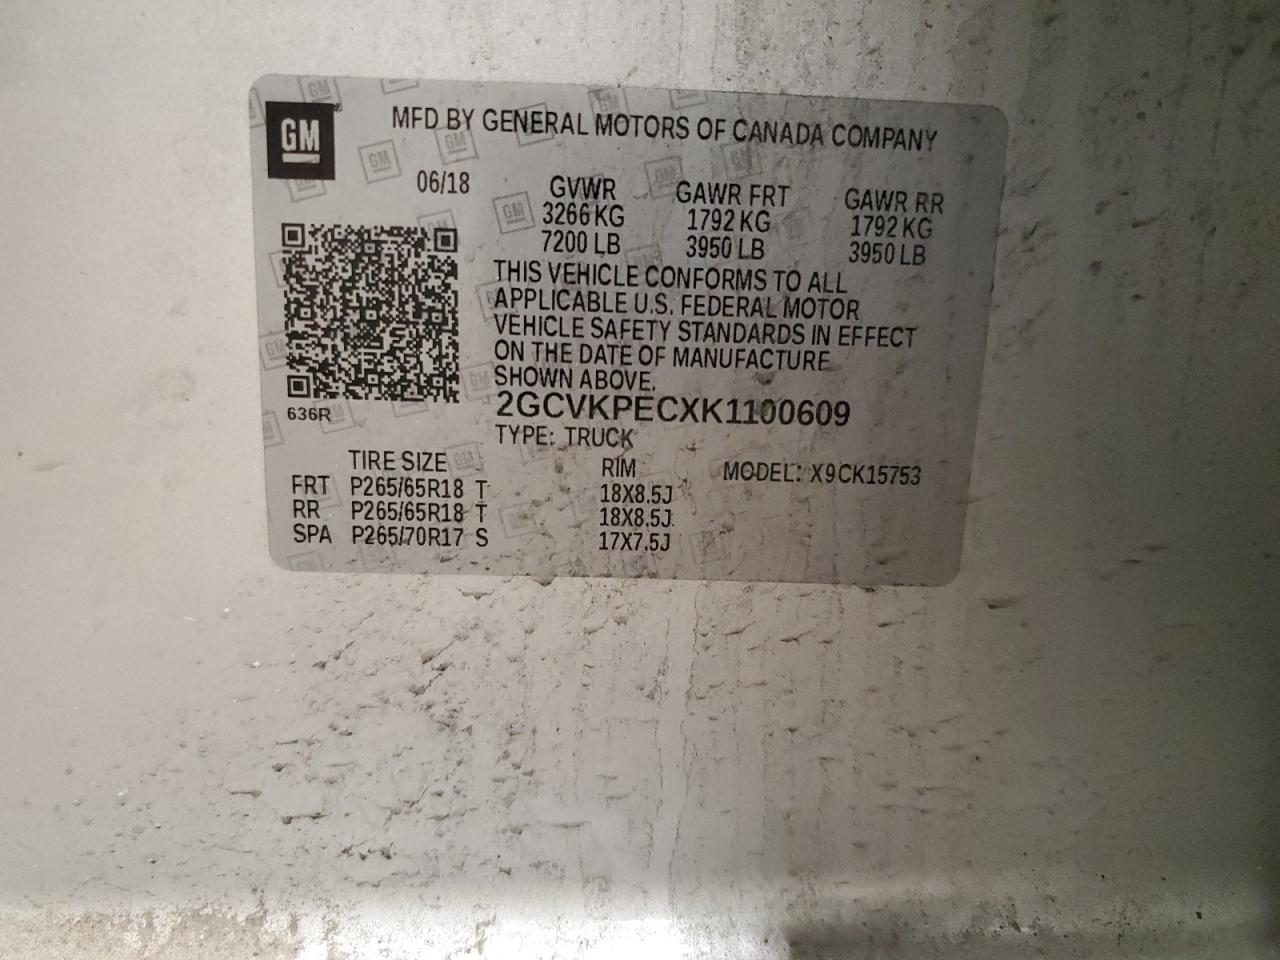 GM
MFD BY GENERAL MOTORS OF CANADA COMPANY
06/18
GVWR GAWR FRT GAWR RR
3266 KG 1792 KG 1792 KG
7200 LB 3950 LB 3950 LB
THIS VEHICLE CONFORMS TO ALL
APPLICABLE U.S. FEDERAL MOTOR
VEHICLE SAFETY STANDARDS IN EFFECT
ON THE DATE OF MANUFACTURE
SHOWN ABOVE.
636R
2GCVKPECXK1100609
TYPE: TRUCK
TIRE SIZE RIM MODEL: X9CK15753
FRT P265/65R18 T 18X8.5J
RR P265/65R18 T 18X8.5J
SPA P265/70R17 S 17X7.5J